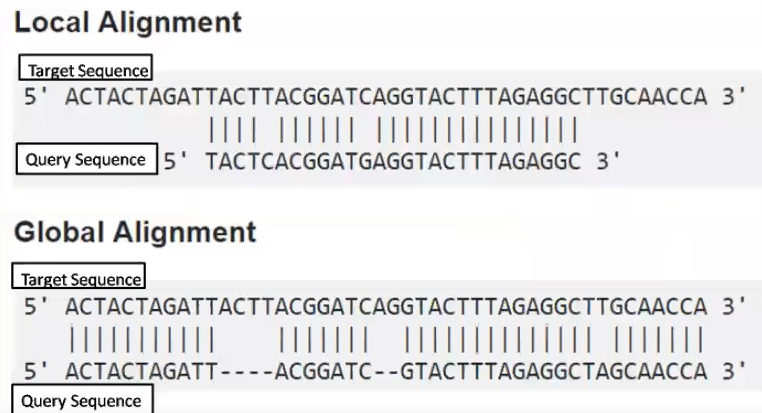 Local Alignment
Target Sequence
5' ACTACTAGATTACTTACGGATCAGGTACTTTAGAGGCTTGCAACCA 3'
Query Sequence 5' TACTCACGGATGAGGTACTTTAGAGGC 3'
Global Alignment
Target Sequence
5' ACTACTAGATTACTTACGGATCAGGTACTTTAGAGGCTTGCAACCA 3'
5' ACTACTAGATT----ACGGATC--GTACTTTAGAGGCTAGCAACCA 3'
Query Sequence